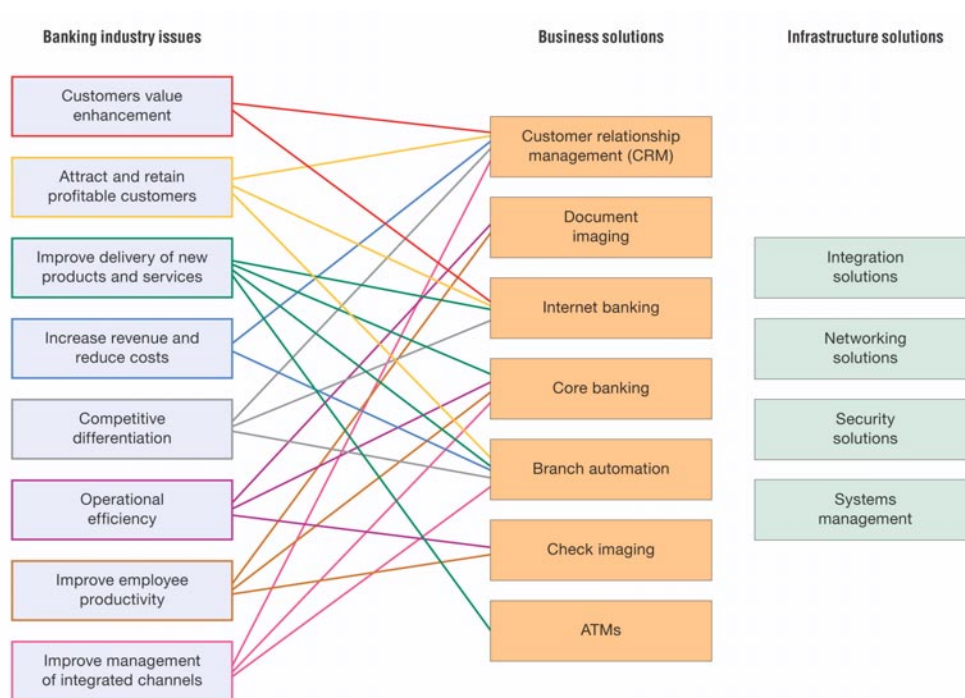 Banking industry issues
Customers value
enhancement
Attract and retain
profitable customers
Improve delivery of new
products and services
Increase revenue and
reduce costs
Competitive
differentiation
Operational
efficiency
Improve employee
productivity
Improve management
of integrated channels
Business solutions
Customer relationship
management (CRM)
Document
imaging
Internet banking
Core banking
Branch automation
Check imaging
ATMs
Infrastructure solutions
Integration
solutions
Networking
solutions
Security
solutions
Systems
management